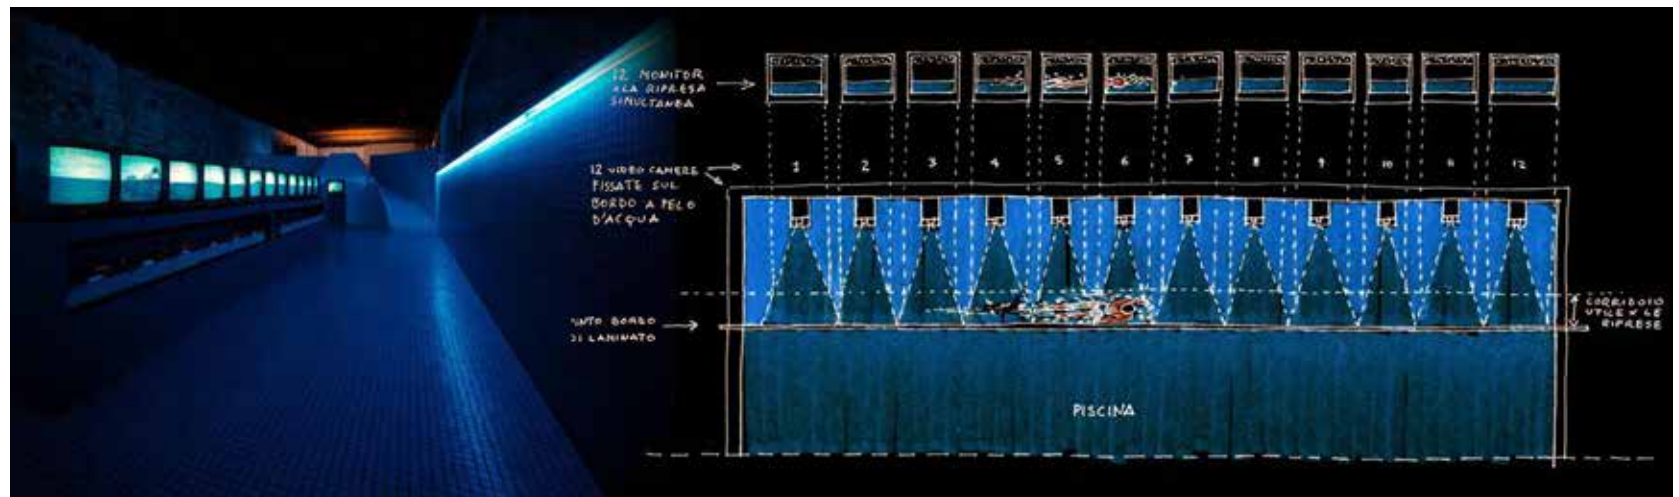 12 MONITOR
X LA RIPRESA
SIMULTANEA
12 VIDEO CAMERE
FISSATE SUL
BORDO A PELO
D'ACQUA
1 2 3 4 5 6 7 8 9 10 11 12
CORRIDOIO
UTILE X LE
RIPRESE
BORDO
DI LAMINATO
PISCINA